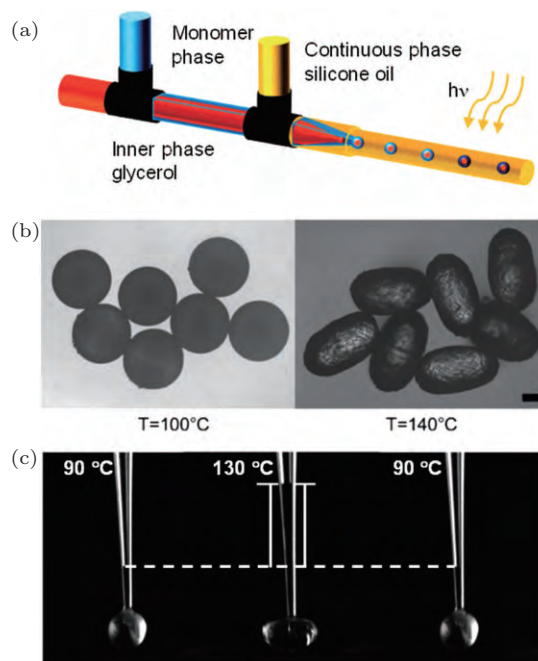 (a)
Monomer
phase
Continuous phase
silicone oil
hν
Inner phase
glycerol
(b)
T=100°C
T=140°C
(c)
90 °C
130 °C
90 °C